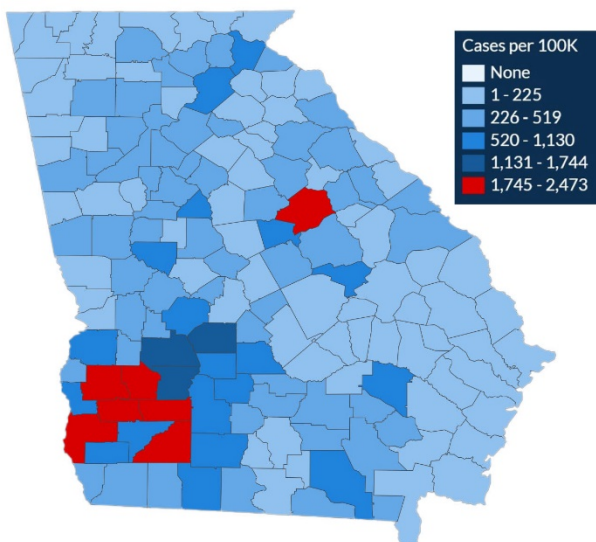 Cases per 100K
None
1 - 225
226 - 519
520 - 1,130
1,131 - 1,744
1,745 - 2,473